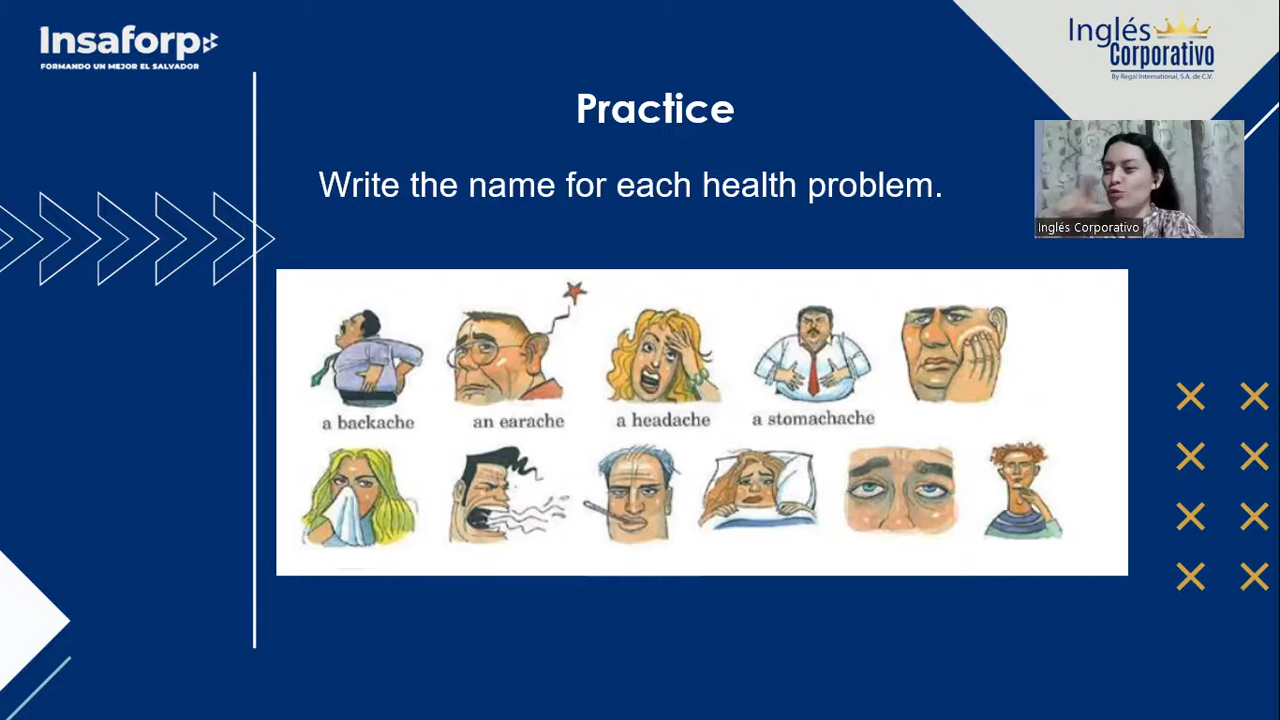 Insaforp
FORMANDO UN MEJOR EL SALVADOR
Inglés
Corporativo
By Regal International, S.A. de C.V.
Practice
Write the name for each health problem.
Inglés Corporativo
a backache
an earache
a headache
a stomachache